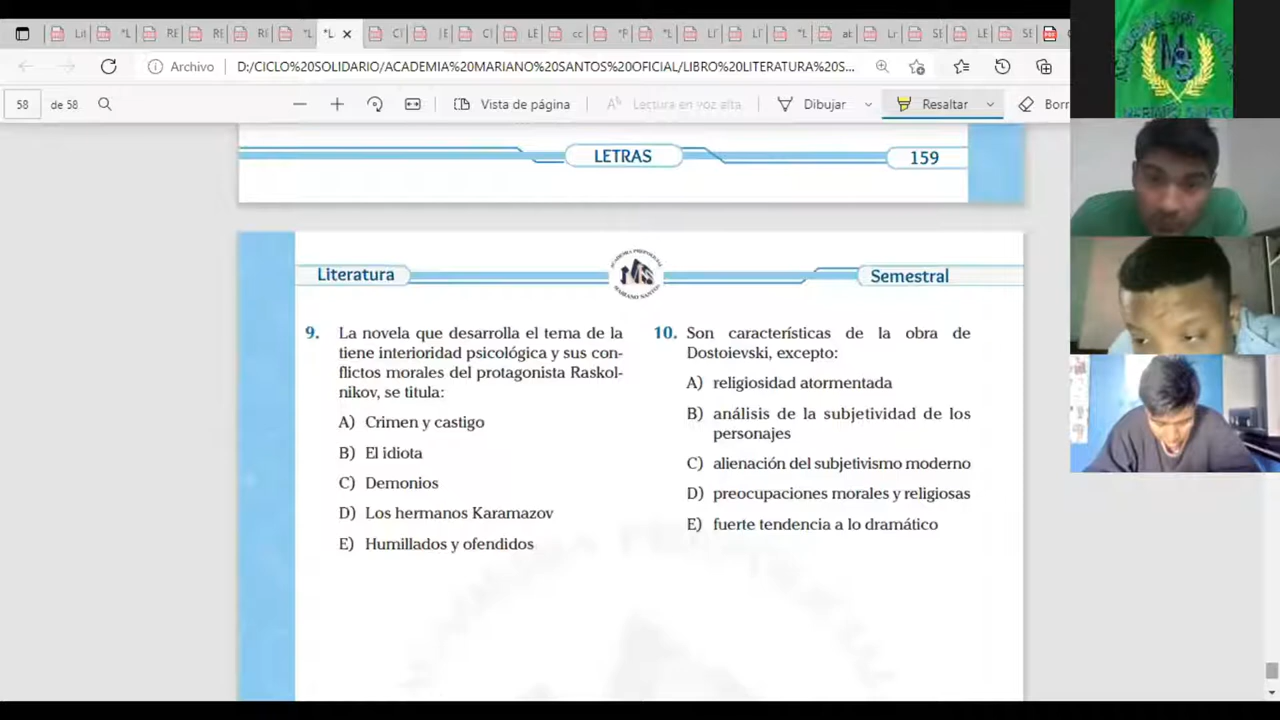 Archivo
D:/CICLO%20SOLIDARIO/ACADEMIA%20MARIANO%20SANTOS%20OFICIAL/LIBRO%20LITERATURA%20S...
58 de 58
Vista de página
Lectura en voz alta
Dibujar
Resaltar
Borr
LETRAS
159
Literatura
Semestral
9. La novela que desarrolla el tema de la
tiene interioridad psicológica y sus con-
flictos morales del protagonista Raskol-
nikov, se titula:
A) Crimen y castigo
B) El idiota
C) Demonios
D) Los hermanos Karamazov
E) Humillados y ofendidos
10. Son características de la obra de
Dostoievski, excepto:
A) religiosidad atormentada
B) análisis de la subjetividad de los
personajes
C) alienación del subjetivismo moderno
D) preocupaciones morales y religiosas
E) fuerte tendencia a lo dramático